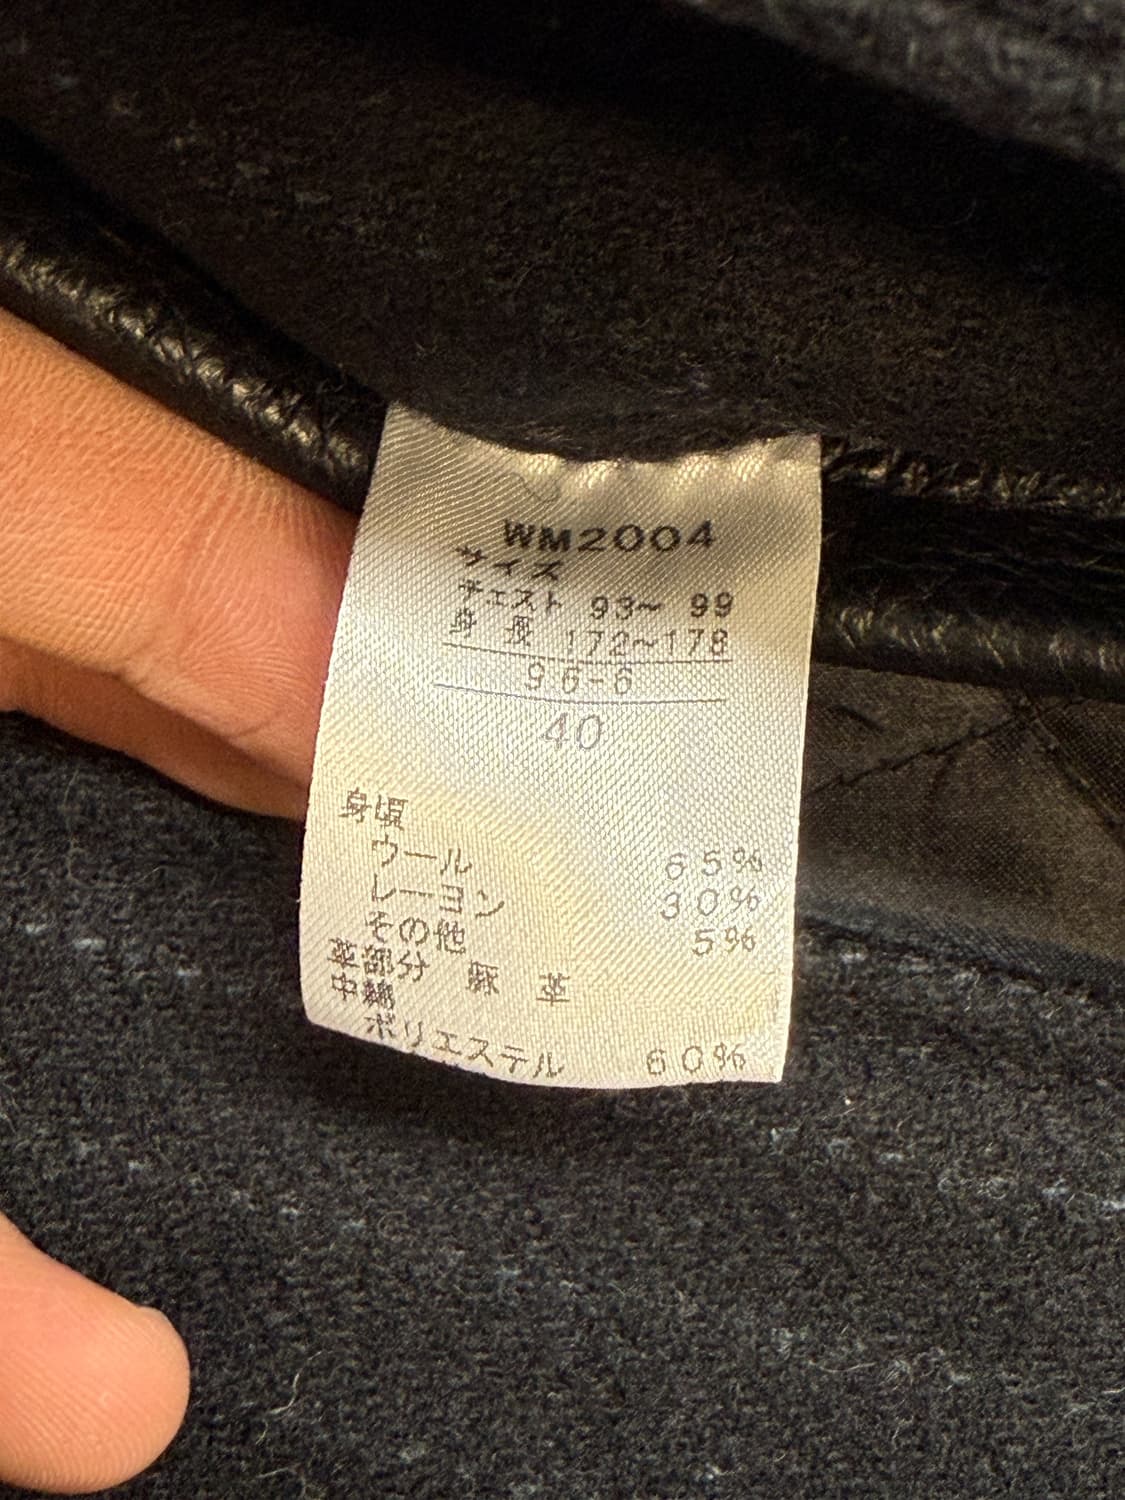 WM2004
サイズ
チェスト 93～ 99
身 長 172～178
96-6
40
身頃
ウール 65%
レーヨン 30%
その他 5%
革部分 豚 革
中綿
ポリエステル 60%